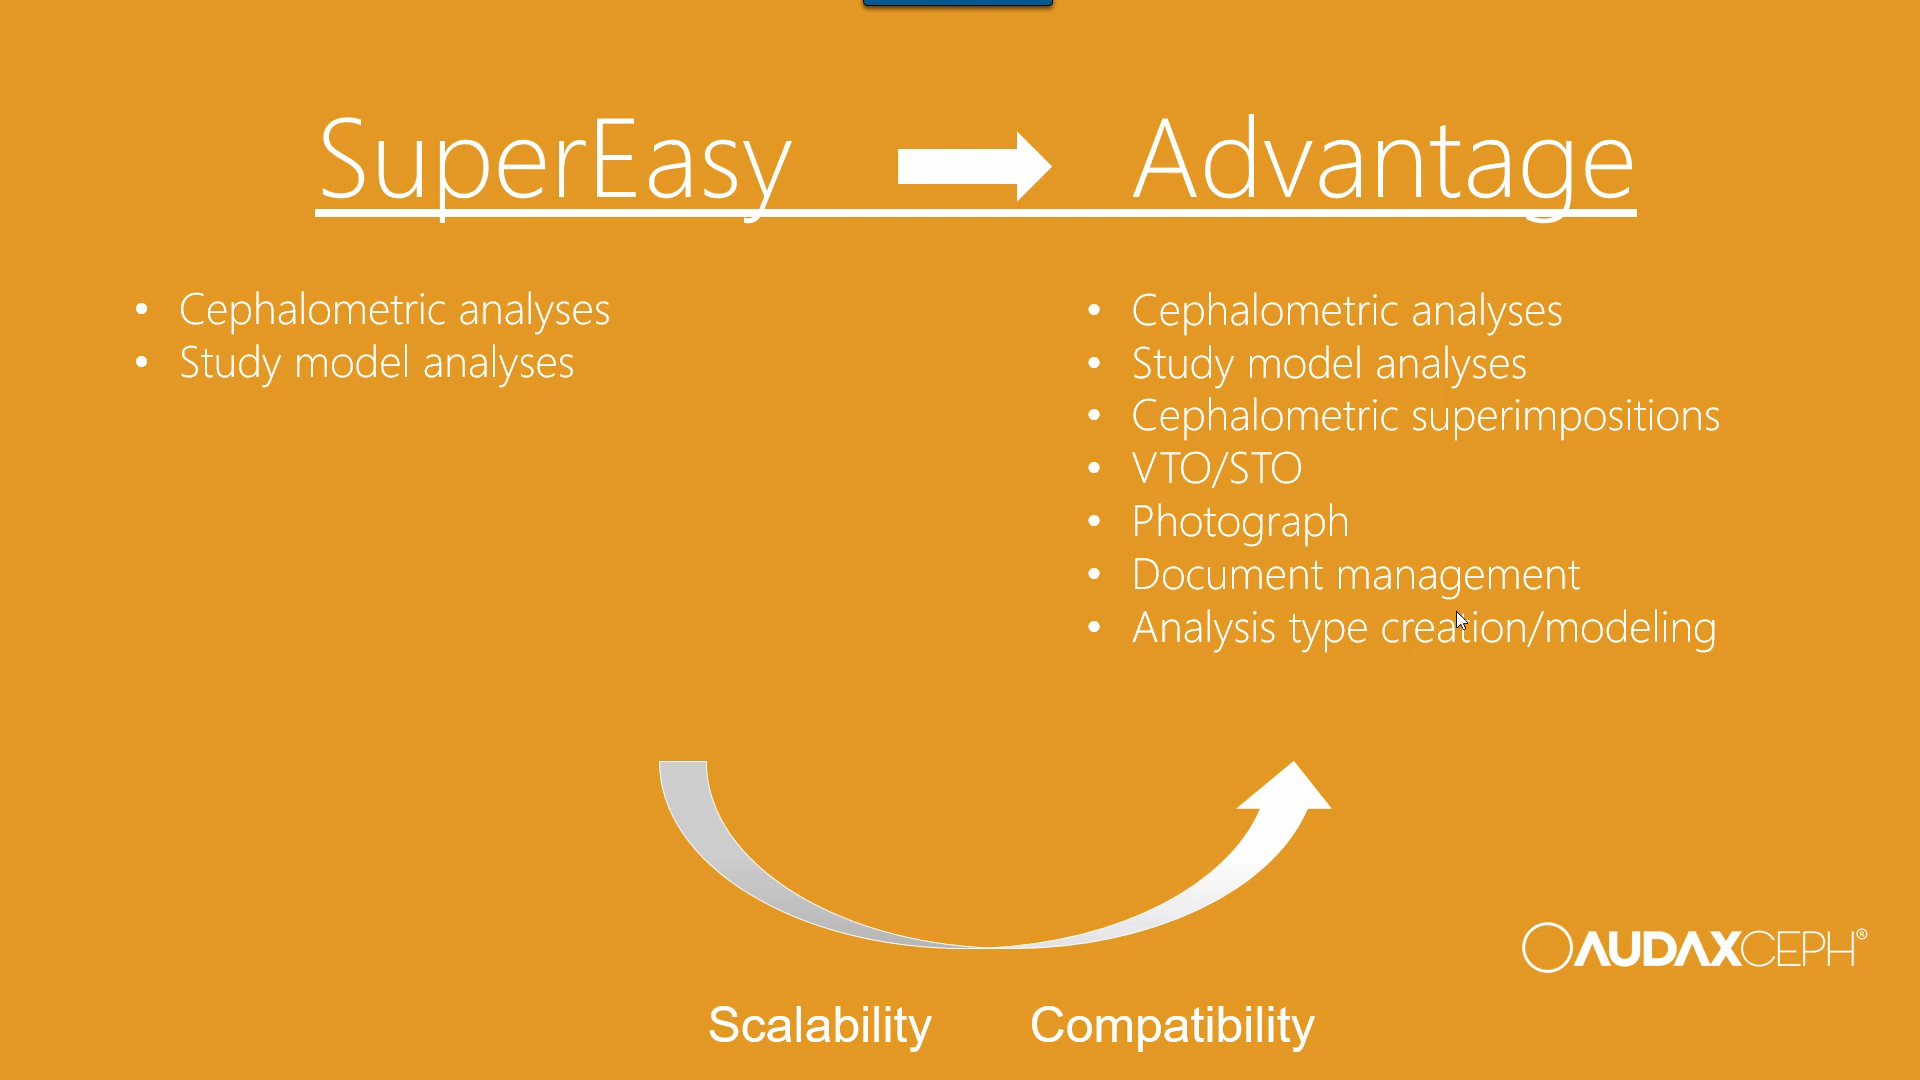 SuperEasy Advantage
• Cephalometric analyses
• Study model analyses
• Cephalometric analyses
• Study model analyses
• Cephalometric superimpositions
• VTO/STO
• Photograph
• Document management
• Analysis type creation/modeling
AUDAXCEPH®
Scalability Compatibility